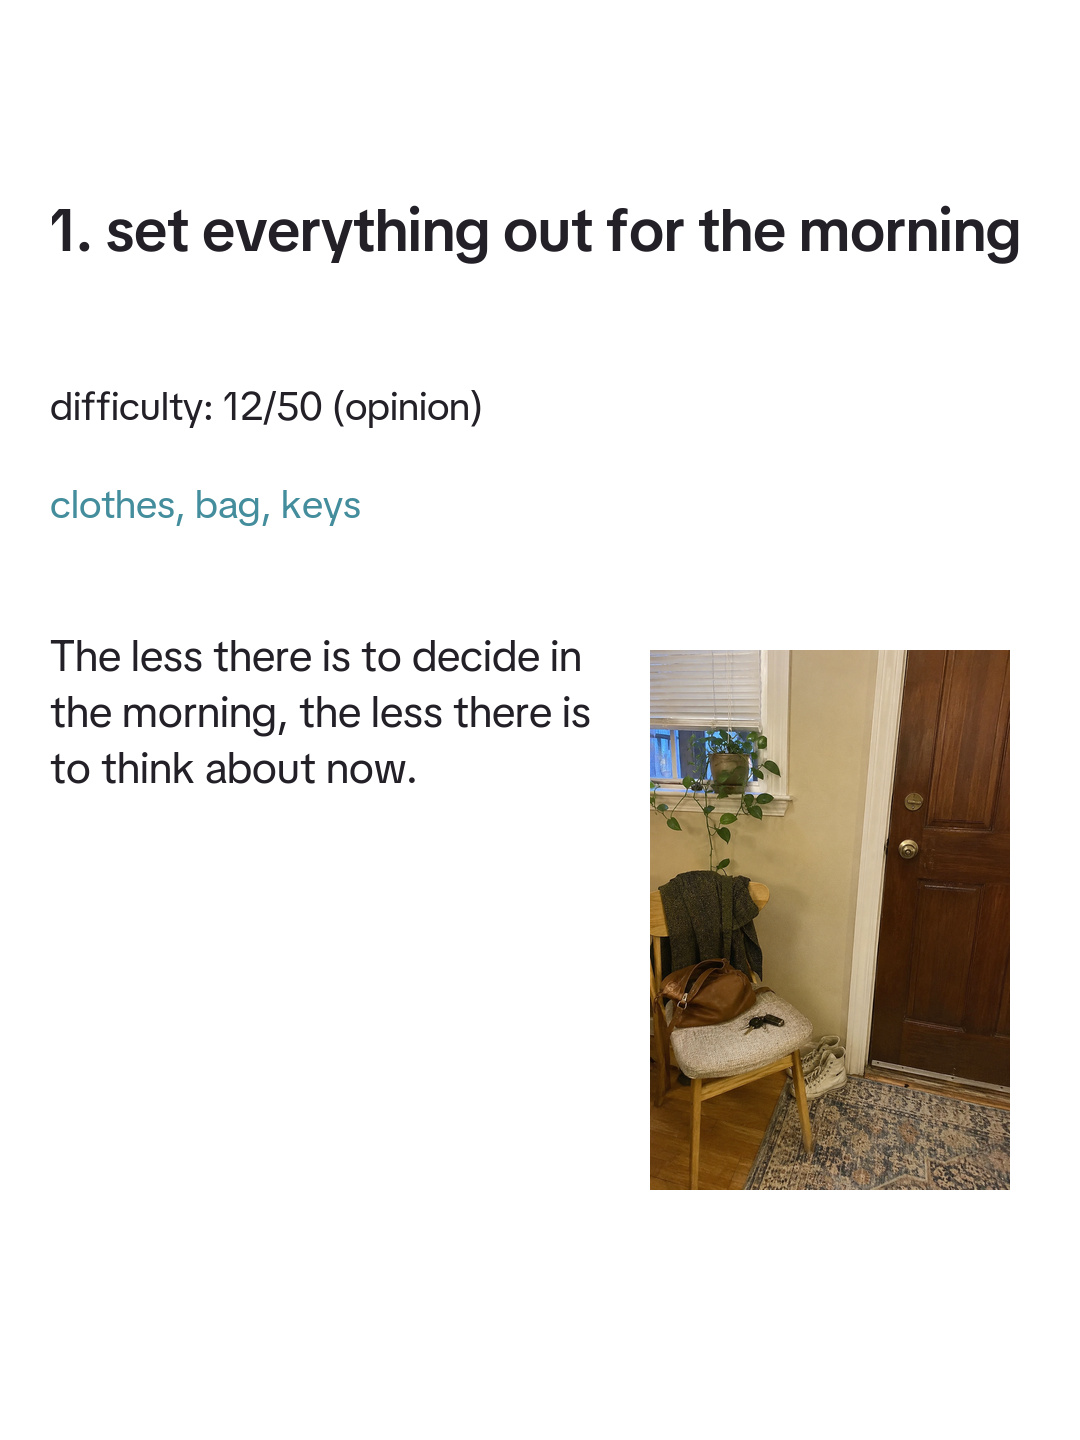 1. set everything out for the morning
difficulty: 12/50 (opinion)
clothes, bag, keys
The less there is to decide in
the morning, the less there is
to think about now.